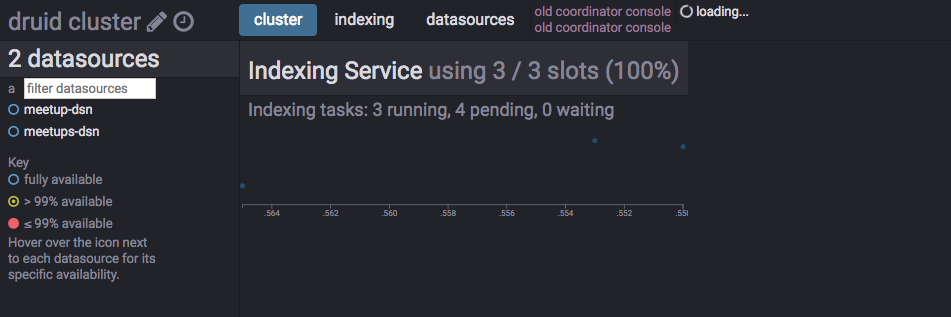 druid cluster
cluster indexing datasources
old coordinator console
old coordinator console
loading...
2 datasources
a filter datasources
meetup-dsn
meetups-dsn
Key
fully available
> 99% available
≤ 99% available
Hover over the icon next
to each datasource for its
specific availability.
Indexing Service using 3 / 3 slots (100%)
Indexing tasks: 3 running, 4 pending, 0 waiting
.564 .562 .560 .558 .556 .554 .552 .550